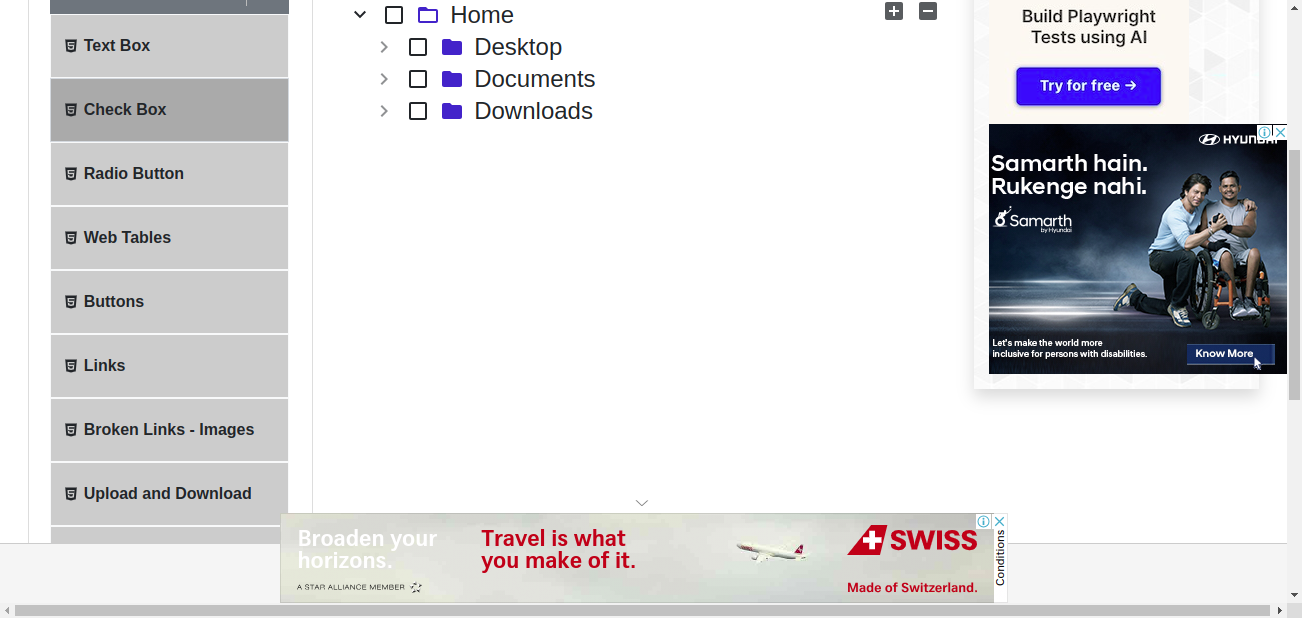 Text Box
Check Box
Radio Button
Web Tables
Buttons
Links
Broken Links - Images
Upload and Download
Home
Desktop
Documents
Downloads
Build Playwright
Tests using AI
Try for free →
HYUNDAI
Samarth hain.
Rukenge nahi.
Samarth
by Hyundai
Let's make the world more
inclusive for persons with disabilities.
Know More
Broaden your
horizons.
A STAR ALLIANCE MEMBER
Travel is what
you make of it.
SWISS
Made of Switzerland.
Conditions